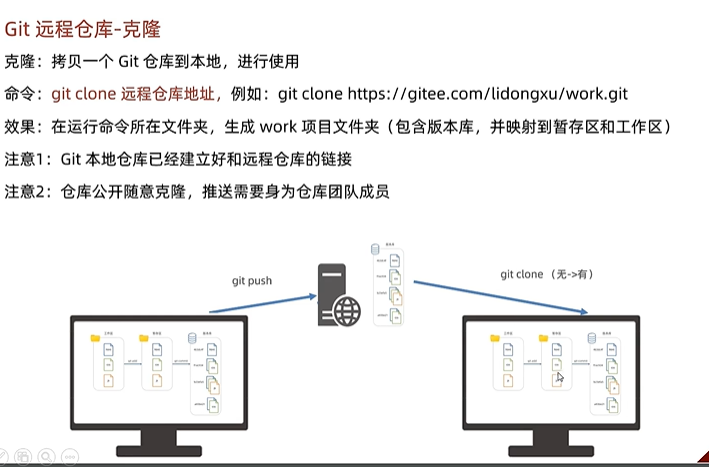 Git 远程仓库-克隆
克隆：拷贝一个 Git 仓库到本地，进行使用
命令：git clone 远程仓库地址，例如：git clone https://gitee.com/lidongxu/work.git
效果：在运行命令所在文件夹，生成 work 项目文件夹（包含版本库，并映射到暂存区和工作区）
注意1：Git 本地仓库已经建立好和远程仓库的链接
注意2：仓库公开随意克隆，推送需要身为仓库团队成员
git push
git clone （无->有）